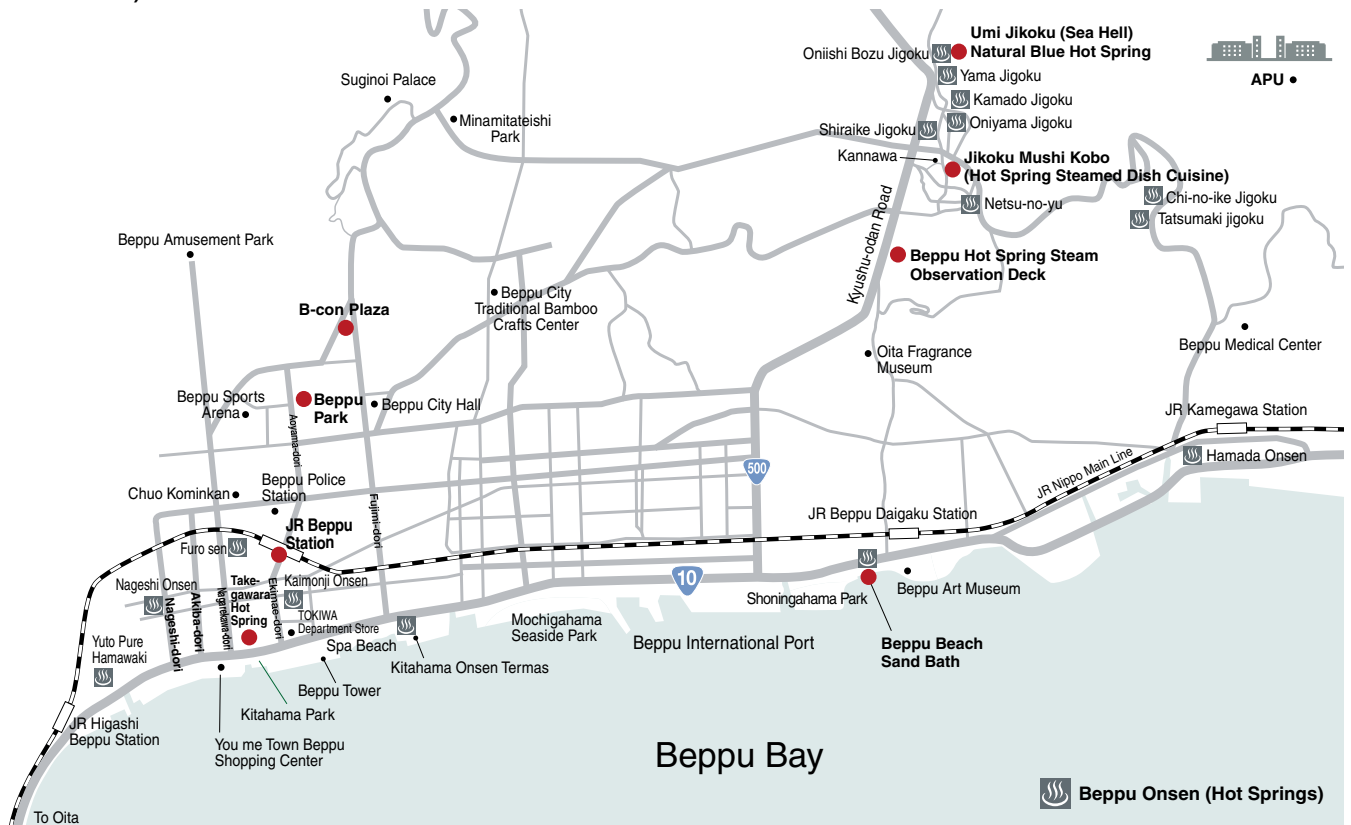 Umi Jikoku (Sea Hell)
Natural Blue Hot Spring
Oniishi Bozu Jigoku
APU
Yama Jigoku
Suginoi Palace
Kamado Jigoku
Minamitateishi
Park
Oniyama Jigoku
Shiraike Jigoku
Kannawa
Jikoku Mushi Kobo
(Hot Spring Steamed Dish Cuisine)
Netsu-no-yu
Chi-no-ike Jigoku
Tatsumaki jigoku
Kyushu-odan Road
Beppu Amusement Park
Beppu Hot Spring Steam
Observation Deck
B-con Plaza
Beppu City
Traditional Bamboo
Crafts Center
Beppu Medical Center
Oita Fragrance
Museum
Beppu Sports
Arena
Beppu
Park
Beppu City Hall
Aoyama-dori
JR Kamegawa Station
Hamada Onsen
JR Nippo Main Line
500
Chuo Kominkan
Beppu Police
Station
Fujimi-dori
JR Beppu Daigaku Station
JR Beppu
Station
Furo sen
Nageshi Onsen
Nageshi-dori
Akiba-dori
Nagarekawa-dori
Take-
gawara
Hot
Spring
Ekimae-dori
Kaimonji Onsen
TOKIWA
Department Store
10
Shoningahama Park
Beppu Art Museum
Mochigahama
Seaside Park
Beppu International Port
Beppu Beach
Sand Bath
Yuto Pure
Hamawaki
Spa Beach
Kitahama Onsen Termas
Beppu Tower
Kitahama Park
JR Higashi
Beppu Station
You me Town Beppu
Shopping Center
Beppu Bay
Beppu Onsen (Hot Springs)
To Oita